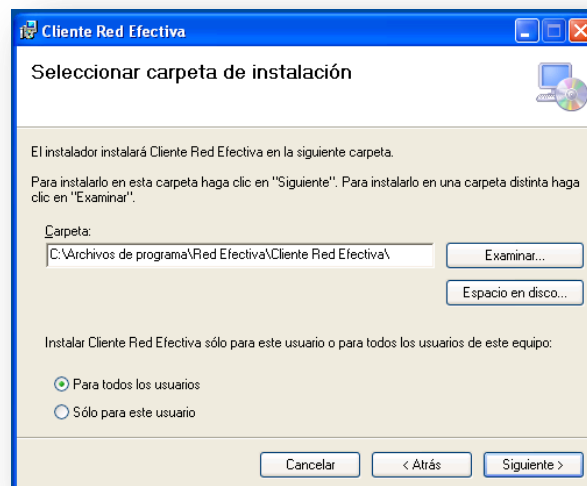 Cliente Red Efectiva
Seleccionar carpeta de instalación
El instalador instalará Cliente Red Efectiva en la siguiente carpeta.
Para instalarlo en esta carpeta haga clic en "Siguiente". Para instalarlo en una carpeta distinta haga
clic en "Examinar".
Carpeta:
C:\Archivos de programa\Red Efectiva\Cliente Red Efectiva\
Examinar...
Espacio en disco...
Instalar Cliente Red Efectiva sólo para este usuario o para todos los usuarios de este equipo:
Para todos los usuarios
Sólo para este usuario
Cancelar
< Atrás
Siguiente >